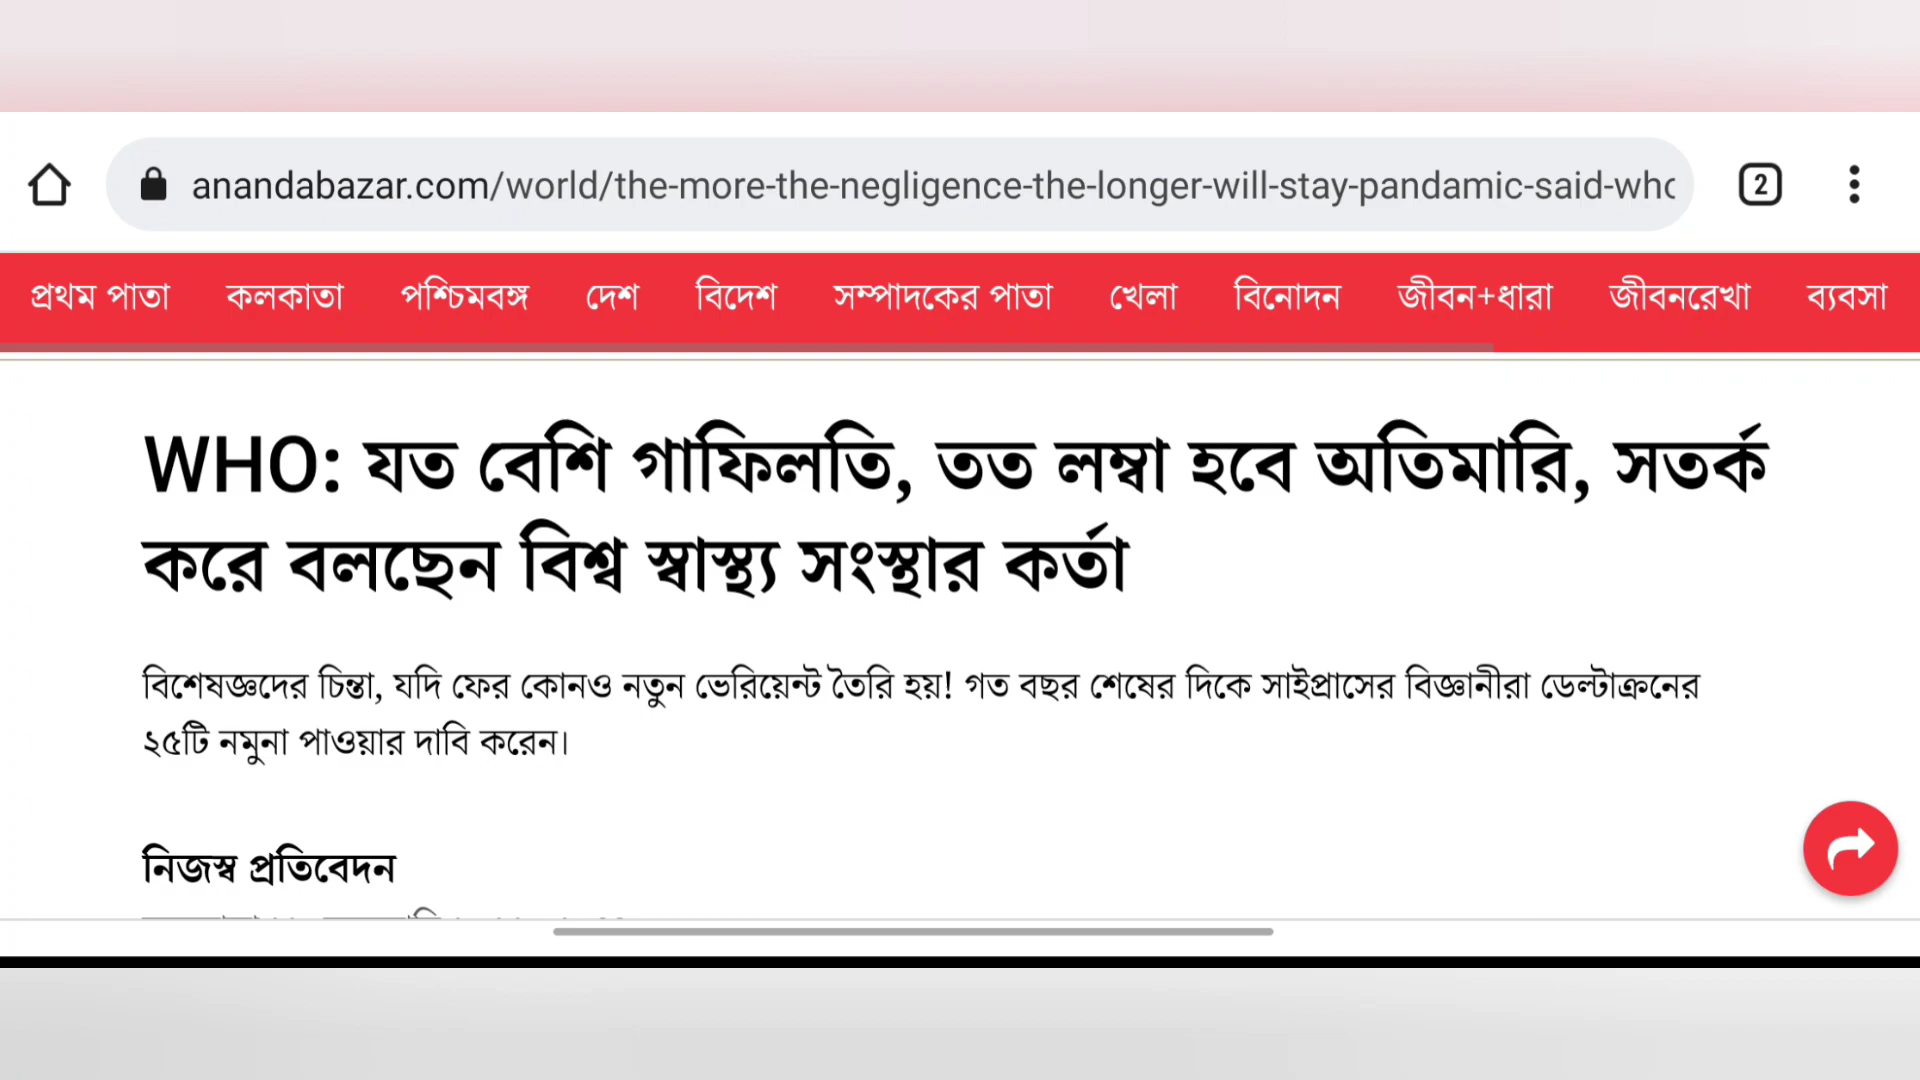 anandabazar.com/world/the-more-the-negligence-the-longer-will-stay-pandamic-said-who
2
প্রথম পাতা কলকাতা পশ্চিমবঙ্গ দেশ বিদেশ সম্পাদকের পাতা খেলা বিনোদন জীবন+ধারা জীবনরেখা ব্যবসা
WHO: যত বেশি গাফিলতি, তত লম্বা হবে অতিমারি, সতর্ক
করে বলছেন বিশ্ব স্বাস্থ্য সংস্থার কর্তা
বিশেষজ্ঞদের চিন্তা, যদি ফের কোনও নতুন ভেরিয়েন্ট তৈরি হয়! গত বছর শেষের দিকে সাইপ্রাসের বিজ্ঞানীরা ডেল্টাক্রনের
২৫টি নমুনা পাওয়ার দাবি করেন।
নিজস্ব প্রতিবেদন